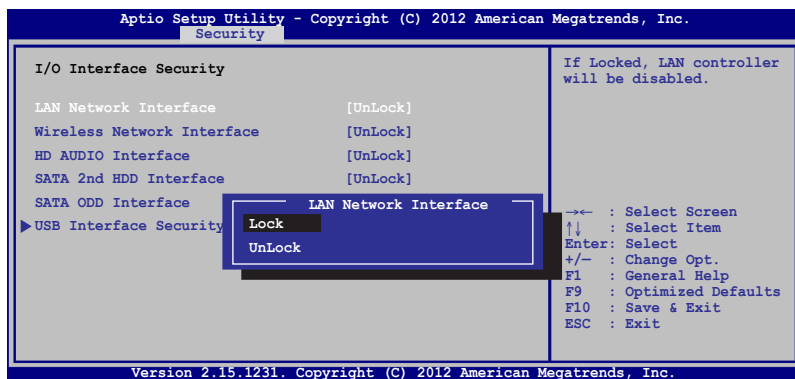 Aptio Setup Utility - Copyright (C) 2012 American Megatrends, Inc.
Security
I/O Interface Security
LAN Network Interface [UnLock]
Wireless Network Interface [UnLock]
HD AUDIO Interface [UnLock]
SATA 2nd HDD Interface [UnLock]
SATA ODD Interface
USB Interface Security
LAN Network Interface
Lock
UnLock
If Locked, LAN controller
will be disabled.
→← : Select Screen
↑↓ : Select Item
Enter: Select
+/— : Change Opt.
F1 : General Help
F9 : Optimized Defaults
F10 : Save & Exit
ESC : Exit
Version 2.15.1231. Copyright (C) 2012 American Megatrends, Inc.